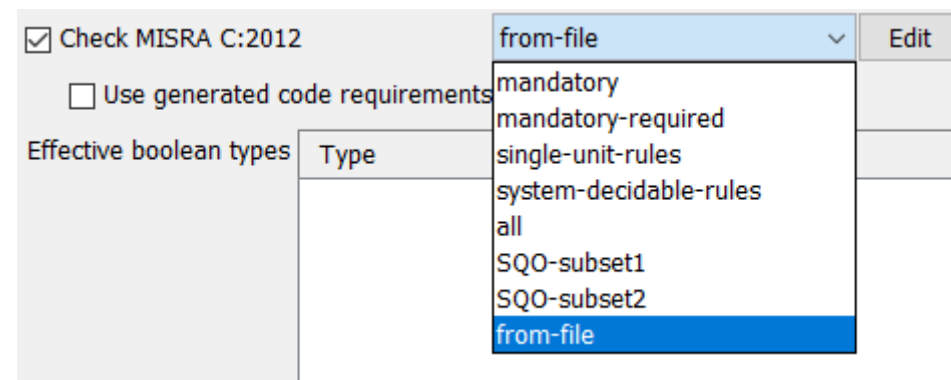 Check MISRA C:2012 from-file Edit
mandatory
Use generated code requirements
mandatory-required
Effective boolean types Type
single-unit-rules
system-decidable-rules
all
SQO-subset1
SQO-subset2
from-file